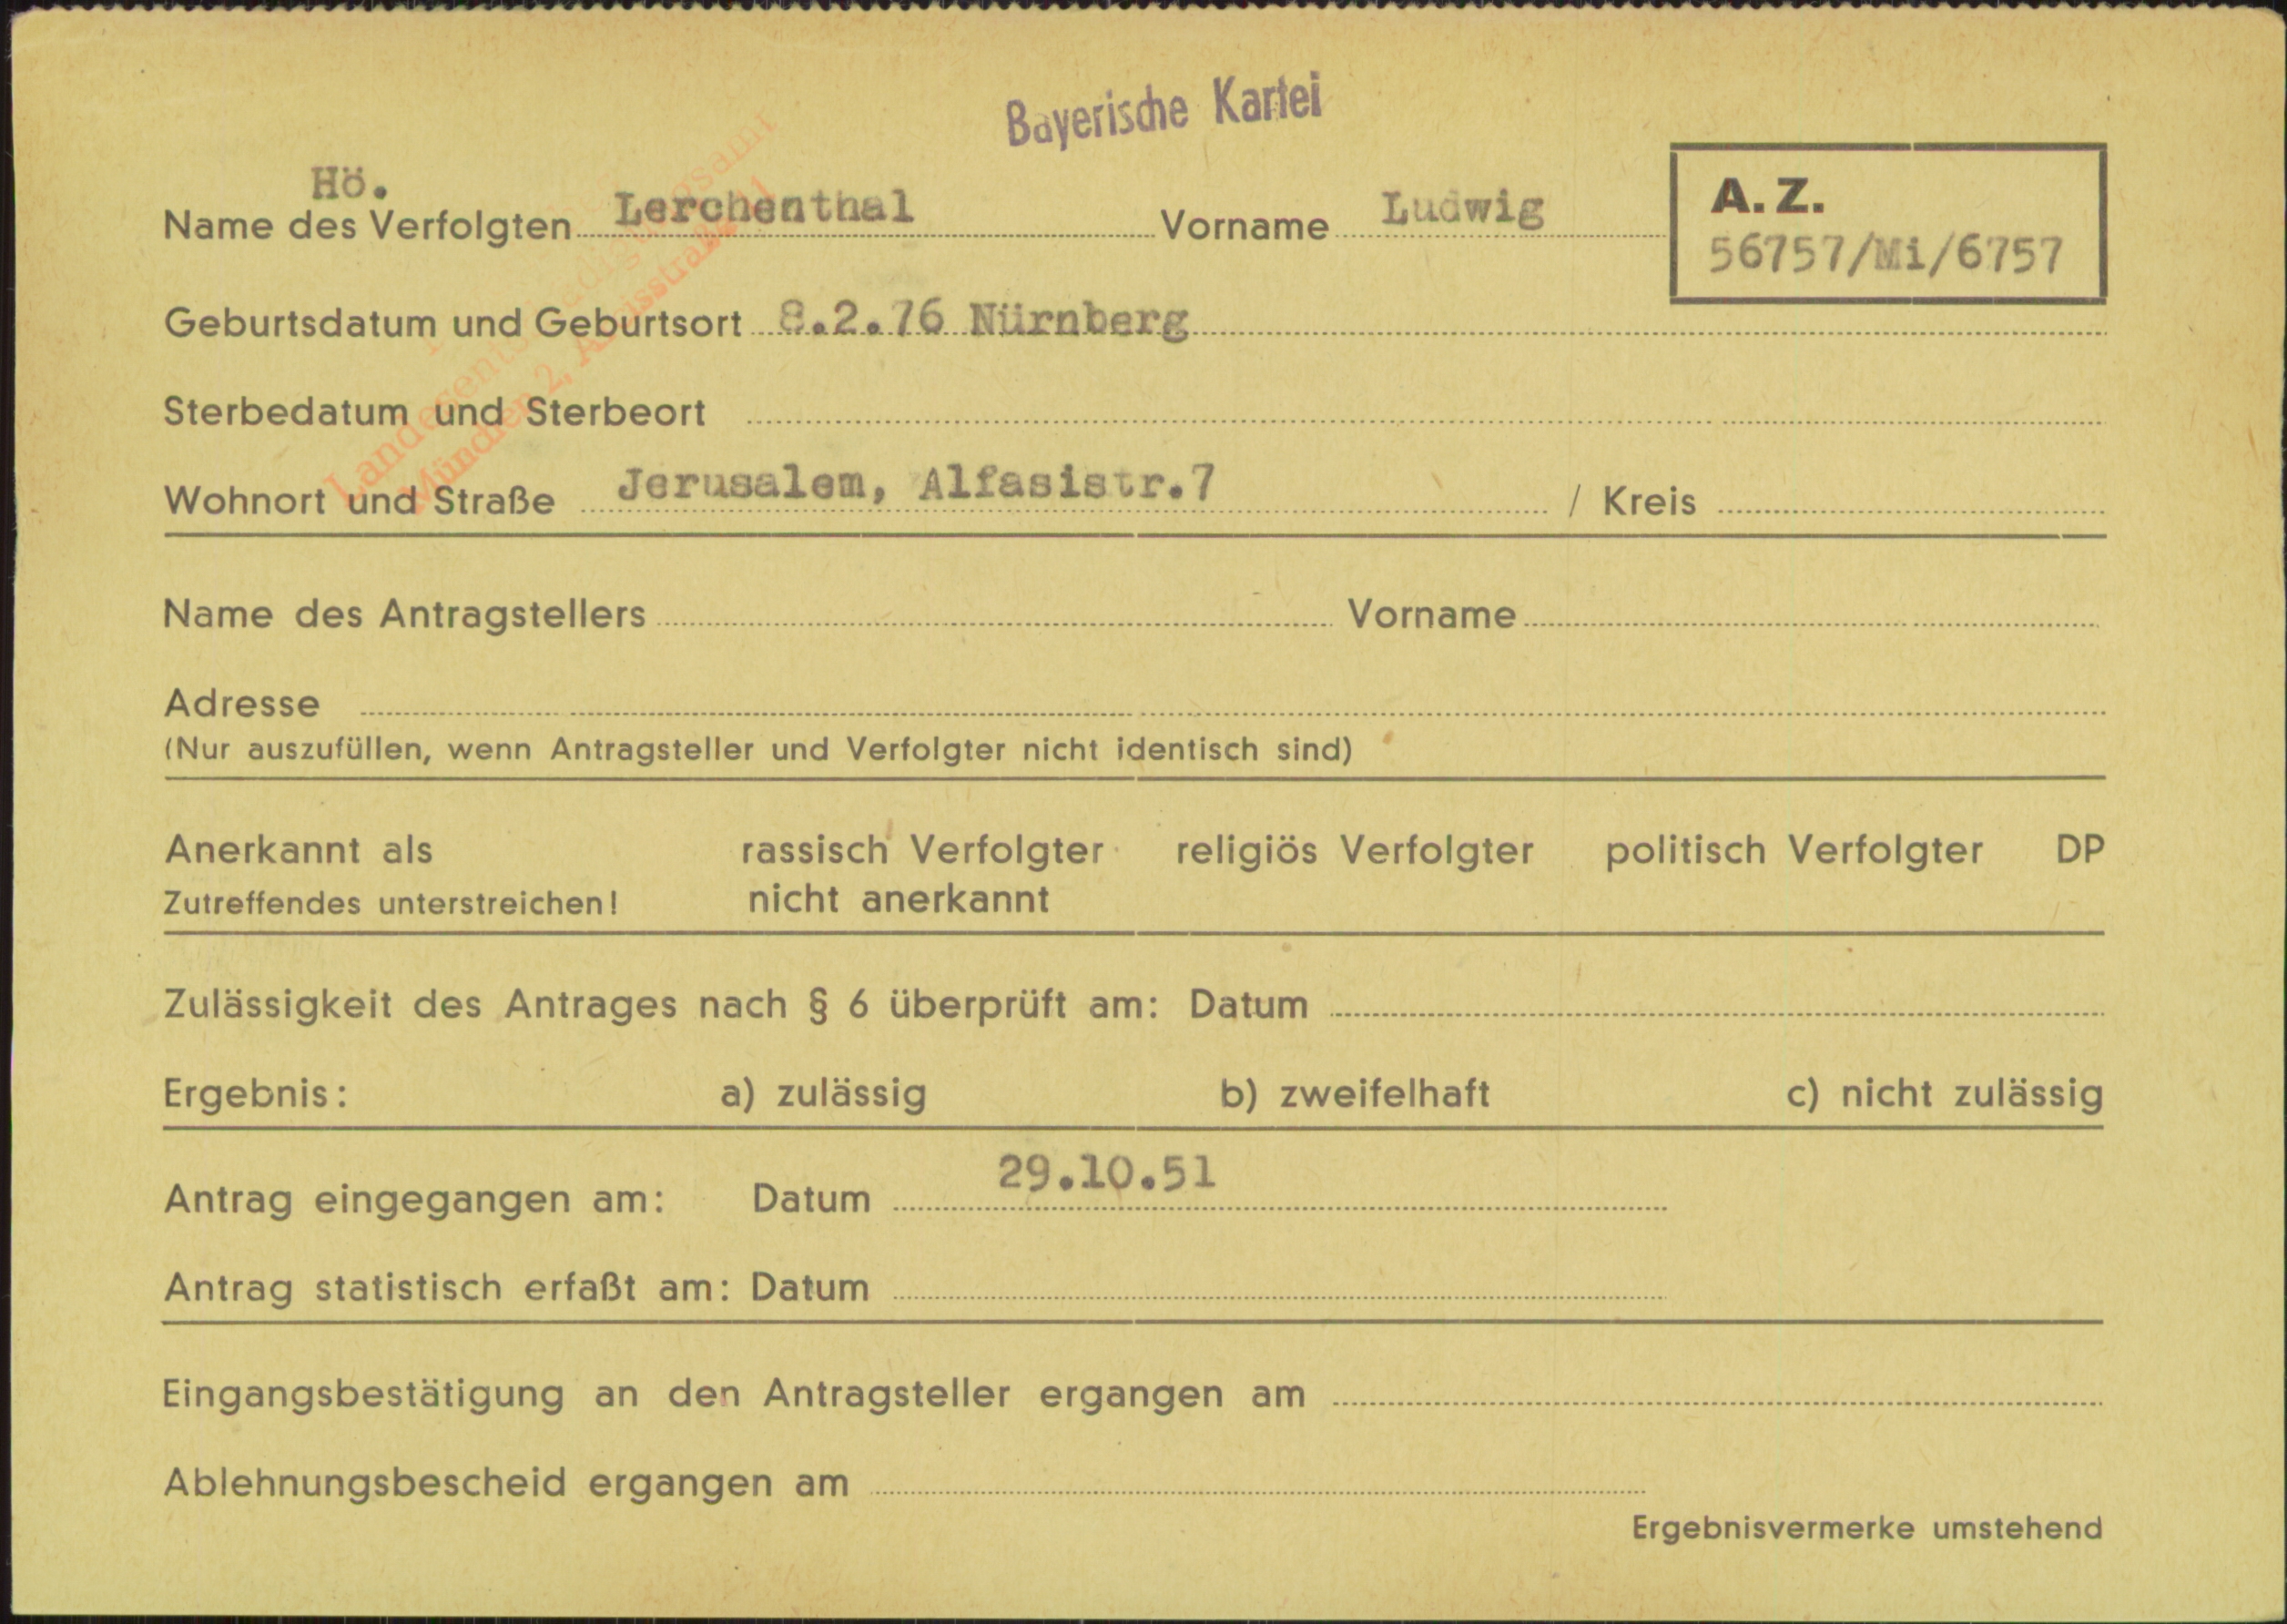 Bayerische Kartei
Hö.
Name des Verfolgten Lerchenthal Vorname Ludwig
A. Z.
56757/Mi/6757
Geburtsdatum und Geburtsort 8.2.76 Nürnberg
Sterbedatum und Sterbeort
Wohnort und Straße Jerusalem, Alfasistr.7 / Kreis
Name des Antragstellers Vorname
Adresse
(Nur auszufüllen, wenn Antragsteller und Verfolgter nicht identisch sind)
Anerkannt als rassisch Verfolgter religiös Verfolgter politisch Verfolgter DP
Zutreffendes unterstreichen! nicht anerkannt
Zulässigkeit des Antrages nach § 6 überprüft am: Datum
Ergebnis: a) zulässig b) zweifelhaft c) nicht zulässig
Antrag eingegangen am: Datum 29.10.51
Antrag statistisch erfaßt am: Datum
Eingangsbestätigung an den Antragsteller ergangen am
Ablehnungsbescheid ergangen am
Ergebnisvermerke umstehend
München 2,